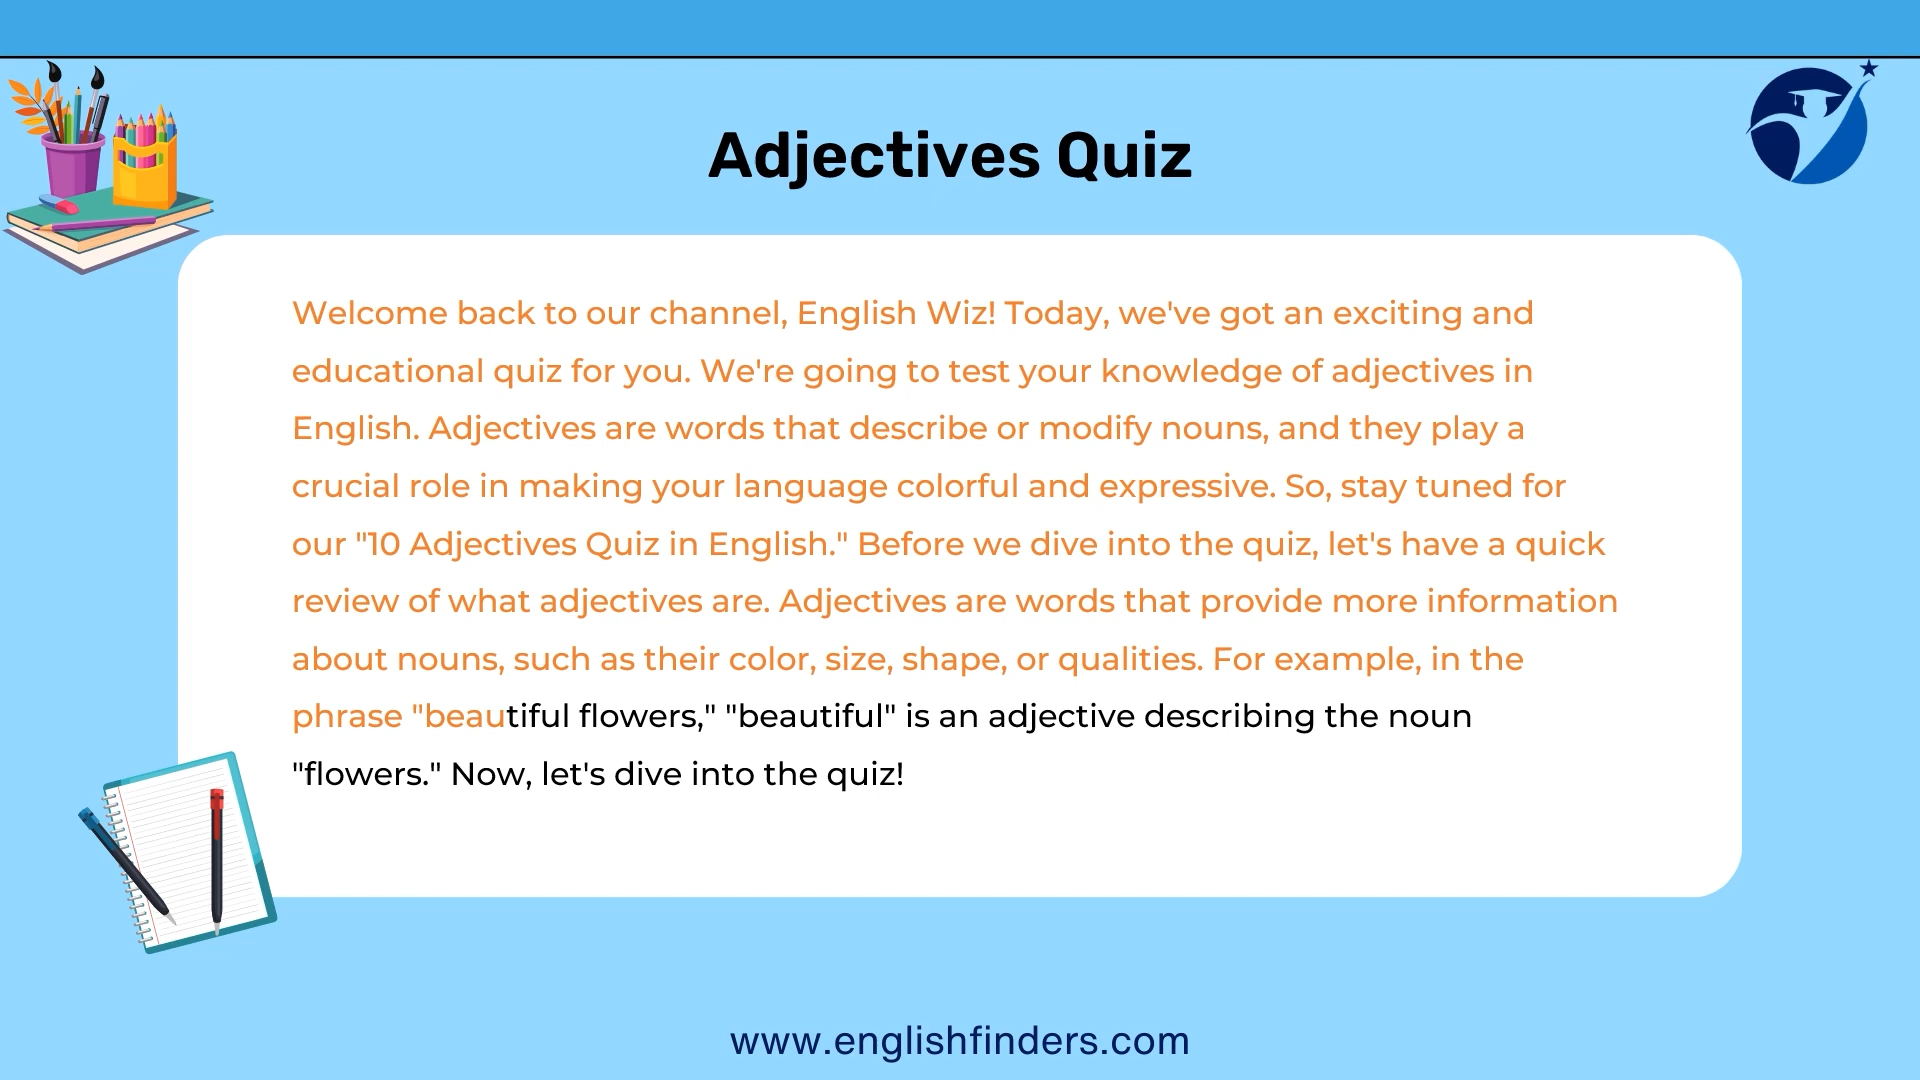 Adjectives Quiz
Welcome back to our channel, English Wiz! Today, we've got an exciting and
educational quiz for you. We're going to test your knowledge of adjectives in
English. Adjectives are words that describe or modify nouns, and they play a
crucial role in making your language colorful and expressive. So, stay tuned for
our "10 Adjectives Quiz in English." Before we dive into the quiz, let's have a quick
review of what adjectives are. Adjectives are words that provide more information
about nouns, such as their color, size, shape, or qualities. For example, in the
phrase "beautiful flowers," "beautiful" is an adjective describing the noun
"flowers." Now, let's dive into the quiz!
www.englishfinders.com